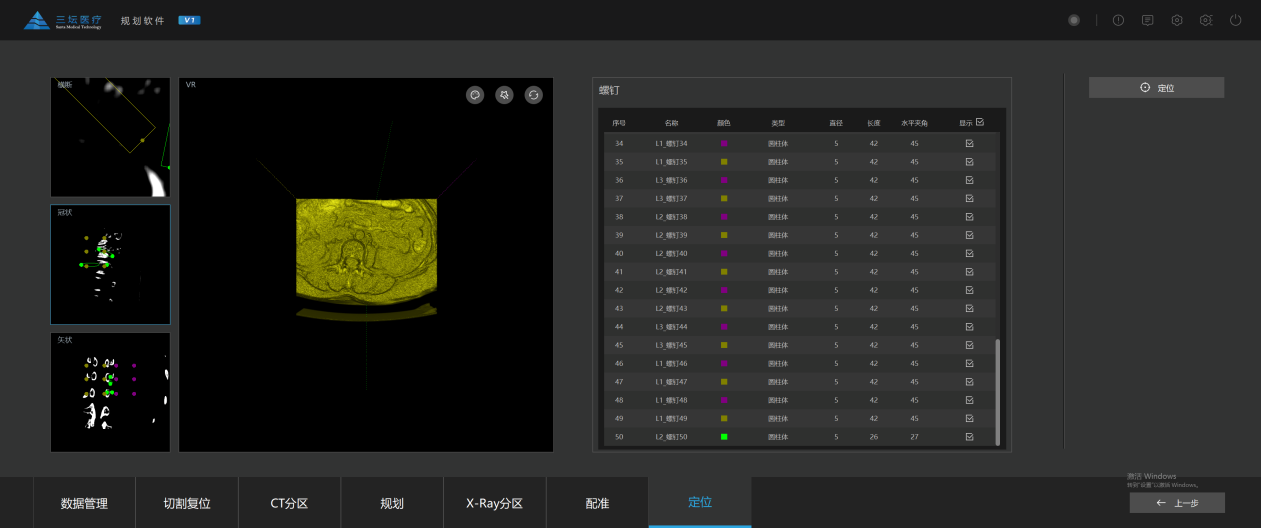 三坛医疗
Santa Medical Technology
规划软件
V1
横断
VR
冠状
矢状
螺钉
序号 名称 颜色 类型 直径 长度 水平夹角 显示
34 L1_螺钉34 圆柱体 5 42 45
35 L1_螺钉35 圆柱体 5 42 45
36 L3_螺钉36 圆柱体 5 42 45
37 L3_螺钉37 圆柱体 5 42 45
38 L2_螺钉38 圆柱体 5 42 45
39 L2_螺钉39 圆柱体 5 42 45
40 L2_螺钉40 圆柱体 5 42 45
41 L2_螺钉41 圆柱体 5 42 45
42 L2_螺钉42 圆柱体 5 42 45
43 L2_螺钉43 圆柱体 5 42 45
44 L3_螺钉44 圆柱体 5 42 45
45 L3_螺钉45 圆柱体 5 42 45
46 L1_螺钉46 圆柱体 5 42 45
47 L1_螺钉47 圆柱体 5 42 45
48 L1_螺钉48 圆柱体 5 42 45
49 L1_螺钉49 圆柱体 5 42 45
50 L2_螺钉50 圆柱体 5 26 27
定位
激活 Windows
转到"设置"以激活 Windows。
上一步
数据管理 切割复位 CT分区 规划 X-Ray分区 配准 定位